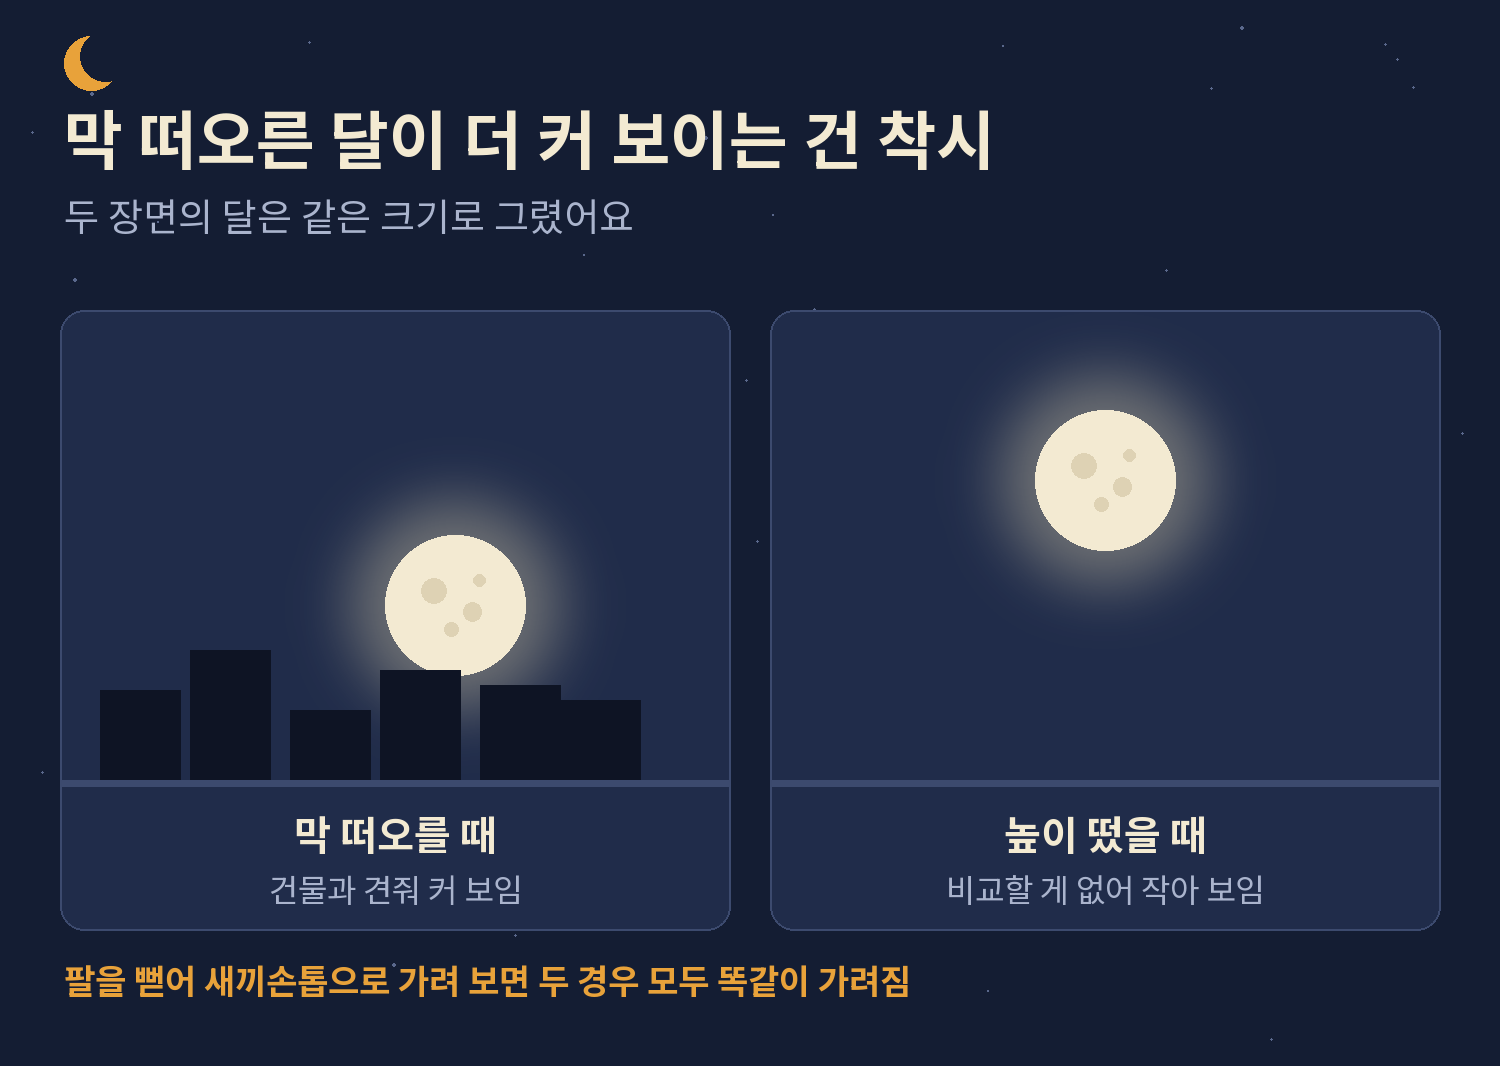 막 떠오른 달이 더 커 보이는 건 착시
두 장면의 달은 같은 크기로 그렸어요
막 떠오를 때
건물과 견줘 커 보임
높이 떴을 때
비교할 게 없어 작아 보임
팔을 뻗어 새끼손톱으로 가려 보면 두 경우 모두 똑같이 가려짐